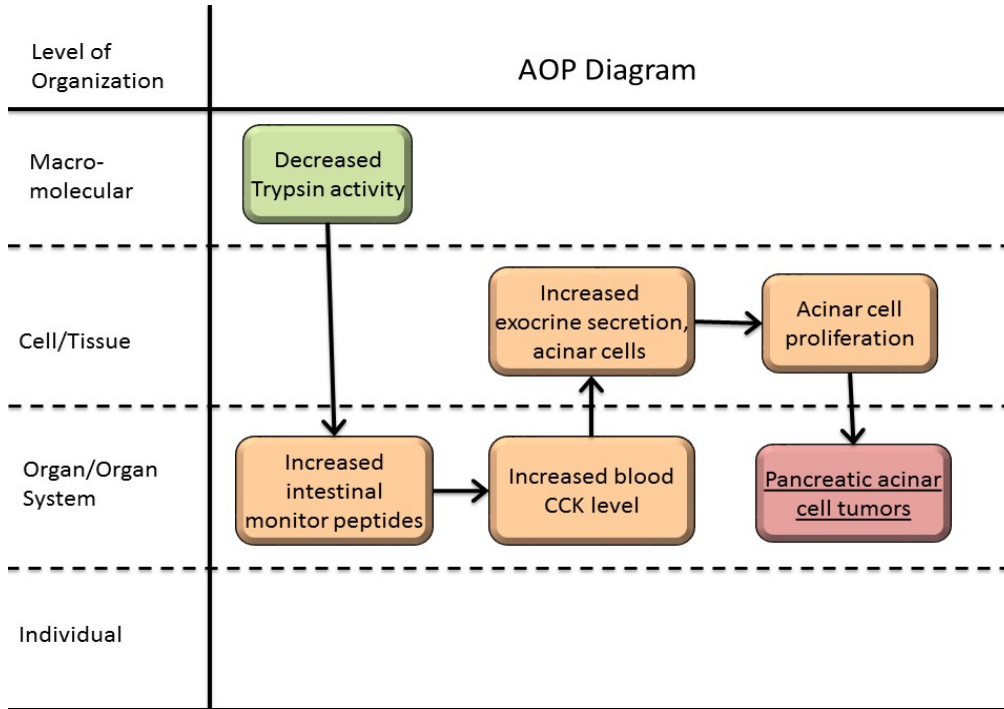 Level of
Organization
AOP Diagram
Macro-
molecular
Decreased
Trypsin activity
Cell/Tissue
Increased
exocrine secretion,
acinar cells
Acinar cell
proliferation
Organ/Organ
System
Increased
intestinal
monitor peptides
Increased blood
CCK level
Pancreatic acinar
cell tumors
Individual